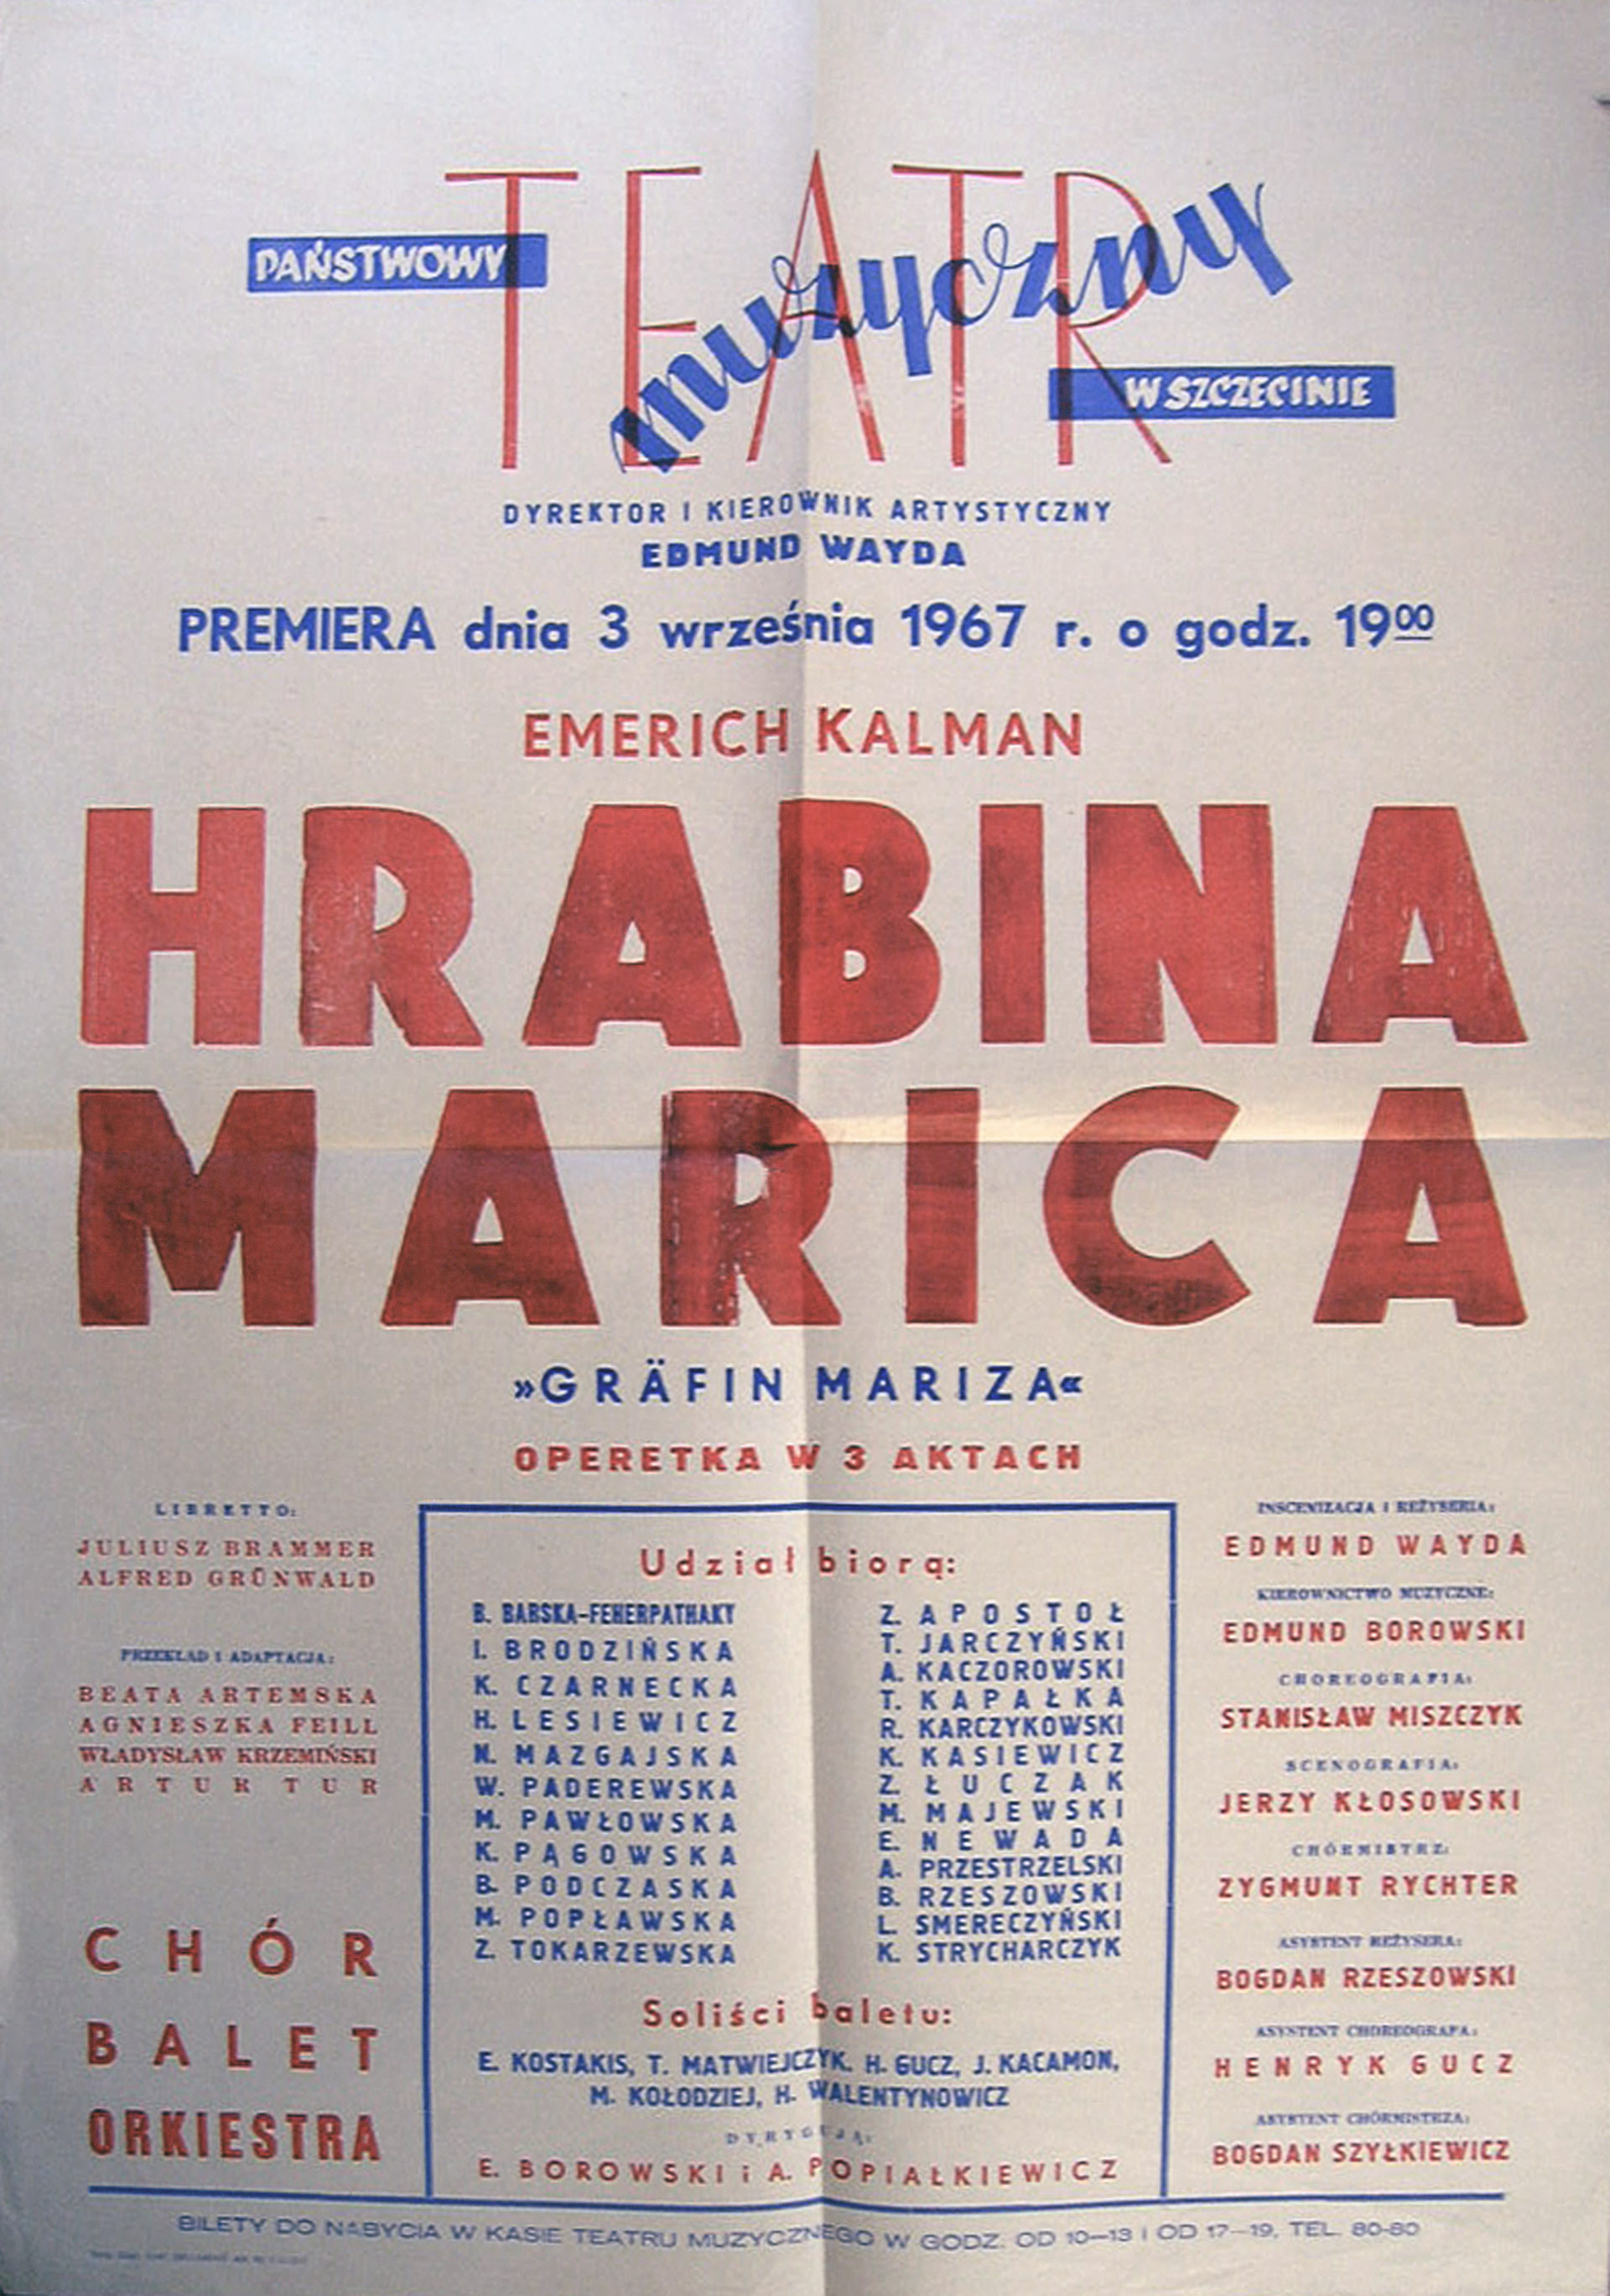 PAŃSTWOWY
TEATR
muzyczny
W SZCZECINIE
DYREKTOR I KIEROWNIK ARTYSTYCZNY
EDMUND WAYDA
PREMIERA dnia 3 września 1967 r. o godz. 19⁰⁰
EMERICH KALMAN
HRABINA
MARICA
»GRÄFIN MARIZA«
OPERETKA W 3 AKTACH
LIBRETTO:
JULIUSZ BRAMMER
ALFRED GRÜNWALD
PRZEKŁAD I ADAPTACJA:
BEATA ARTEMSKA
AGNIESZKA FEILL
WŁADYSŁAW KRZEMIŃSKI
ARTUR TUR
CHÓR
BALET
ORKIESTRA
Udział biorą:
B. BARSKA-FEHERPATHAKY
I. BRODZIŃSKA
K. CZARNECKA
H. LESIEWICZ
N. MAZGAJSKA
W. PADEREWSKA
M. PAWŁOWSKA
K. PĄGOWSKA
B. PODCZASKA
M. POPŁAWSKA
Z. TOKARZEWSKA
Z. APOSTOŁ
T. JARCZYŃSKI
A. KACZOROWSKI
T. KAPAŁKA
R. KARCZYKOWSKI
K. KASIEWICZ
Z. ŁUCZAK
M. MAJEWSKI
E. NEWADA
A. PRZESTRZELSKI
B. RZESZOWSKI
L. SMERECZYŃSKI
K. STRYCHARCZYK
Soliści baletu:
E. KOSTAKIS, T. MATWIEJCZYK. H. GUCZ, J. KACAMON,
M. KOŁODZIEJ, H. WALENTYNOWICZ
DYRYGUJĄ:
E. BOROWSKI i A. POPIAŁKIEWICZ
INSCENIZACJA I REŻYSERIA:
EDMUND WAYDA
KIEROWNICTWO MUZYCZNE:
EDMUND BOROWSKI
CHOREOGRAFIA:
STANISŁAW MISZCZYK
SCENOGRAFIA:
JERZY KŁOSOWSKI
CHÓRMISTRZ:
ZYGMUNT RYCHTER
ASYSTENT REŻYSERA:
BOGDAN RZESZOWSKI
ASYSTENT CHOREOGRAFA:
HENRYK GUCZ
ASYSTENT CHÓRMISTRZA:
BOGDAN SZYŁKIEWICZ
BILETY DO NABYCIA W KASIE TEATRU MUZYCZNEGO W GODZ. OD 10—13 I OD 17—19, TEL. 80-80